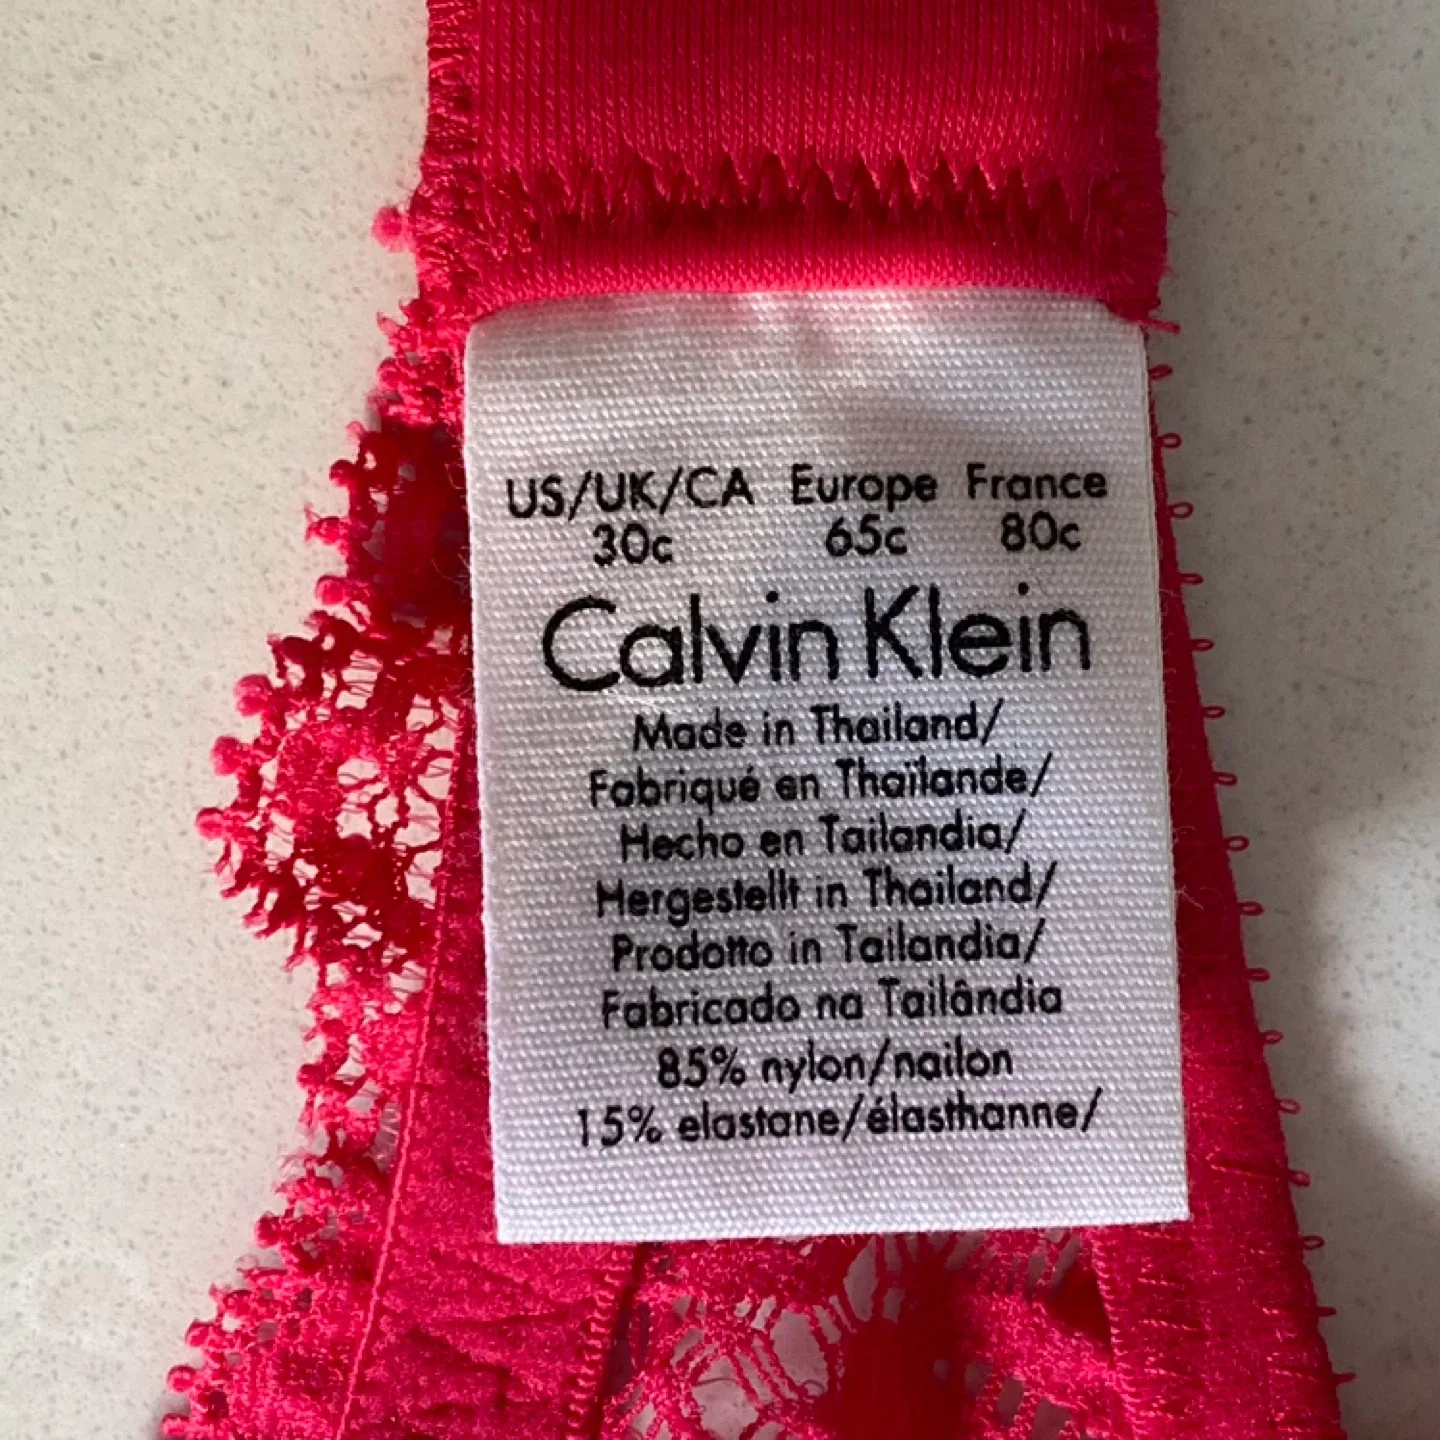 US/UK/CA Europe France
30c 65c 80c
Calvin Klein
Made in Thailand/
Fabriqué en Thaïlande/
Hecho en Tailandia/
Hergestellt in Thailand/
Prodotto in Tailandia/
Fabricado na Tailândia
85% nylon/nailon
15% elastane/élasthanne/